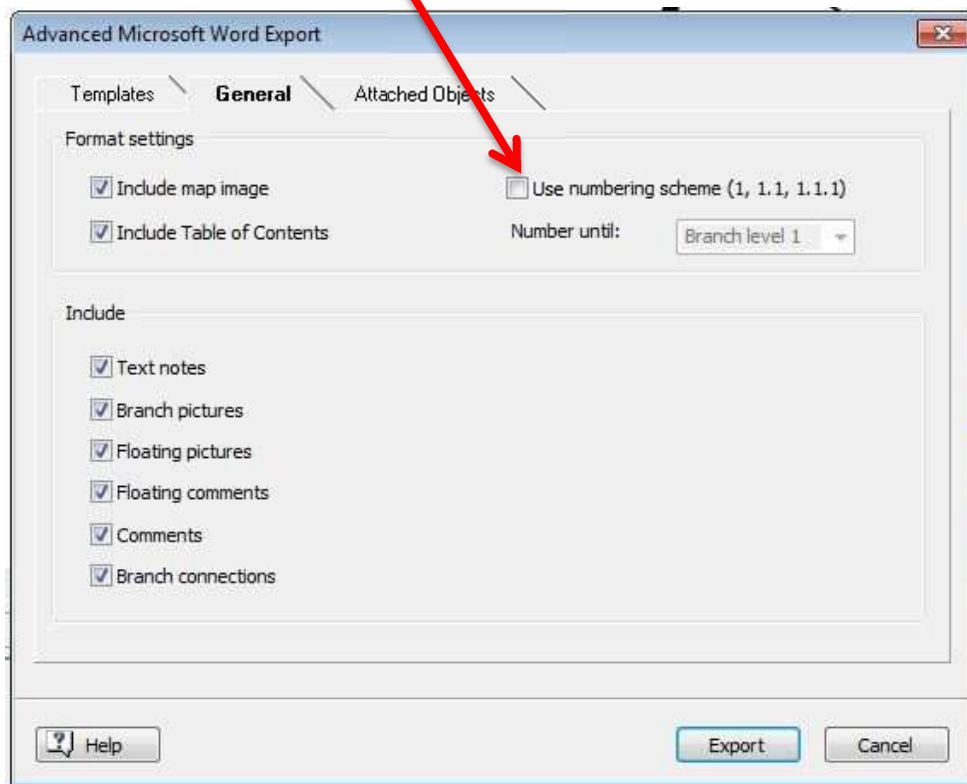 Advanced Microsoft Word Export
Templates General Attached Objects
Format settings
Include map image Use numbering scheme (1, 1.1, 1.1.1)
Include Table of Contents Number until: Branch level 1
Include
Text notes
Branch pictures
Floating pictures
Floating comments
Comments
Branch connections
Help Export Cancel